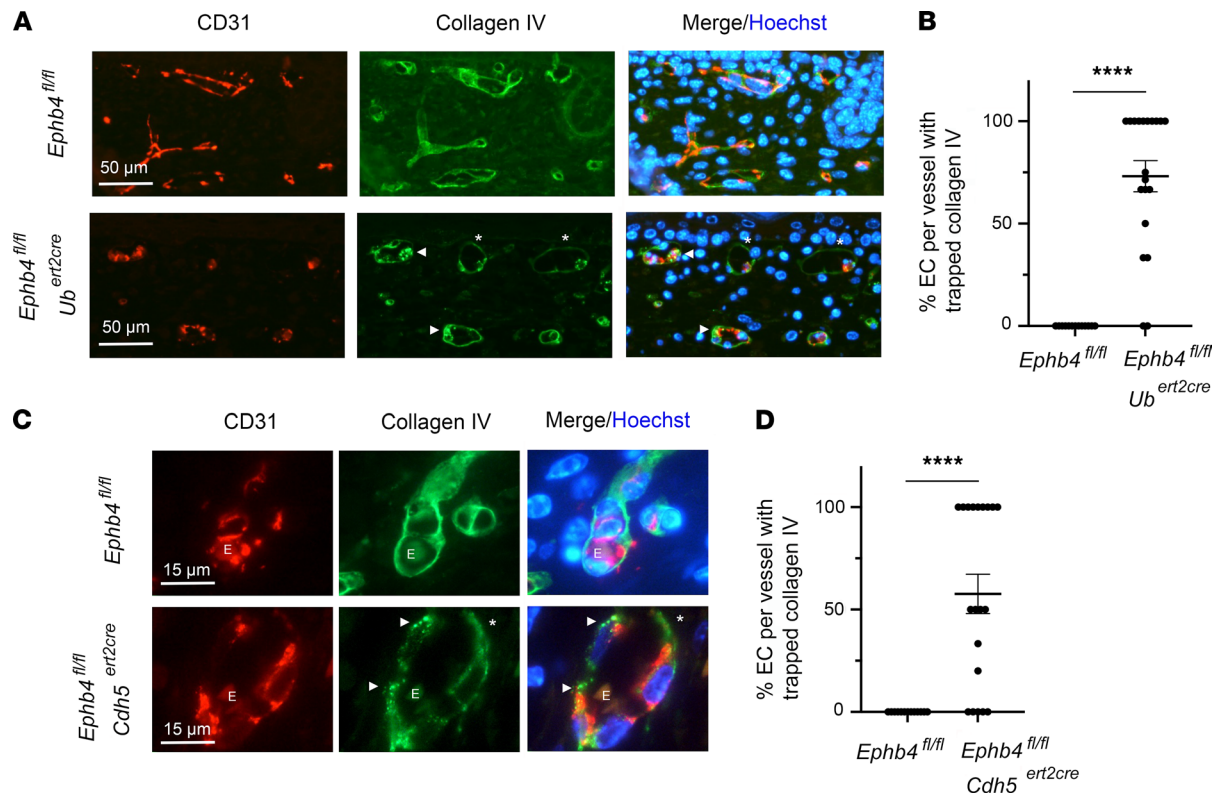 A
CD31
Collagen IV
Merge/Hoechst
Ephb4 fl/fl
50 µm
* *
Ephb4 fl/fl
Ub ert2cre
50 µm
* *
B
****
% EC per vessel with
trapped collagen IV
100
50
0
Ephb4 fl/fl
Ephb4 fl/fl
Ub ert2cre
C
CD31
Collagen IV
Merge/Hoechst
Ephb4 fl/fl
E
E
E
15 µm
Ephb4 fl/fl
Cdh5 ert2cre
*
*
E
E
E
15 µm
D
****
% EC per vessel with
trapped collagen IV
100
50
0
Ephb4 fl/fl
Ephb4 fl/fl
Cdh5 ert2cre